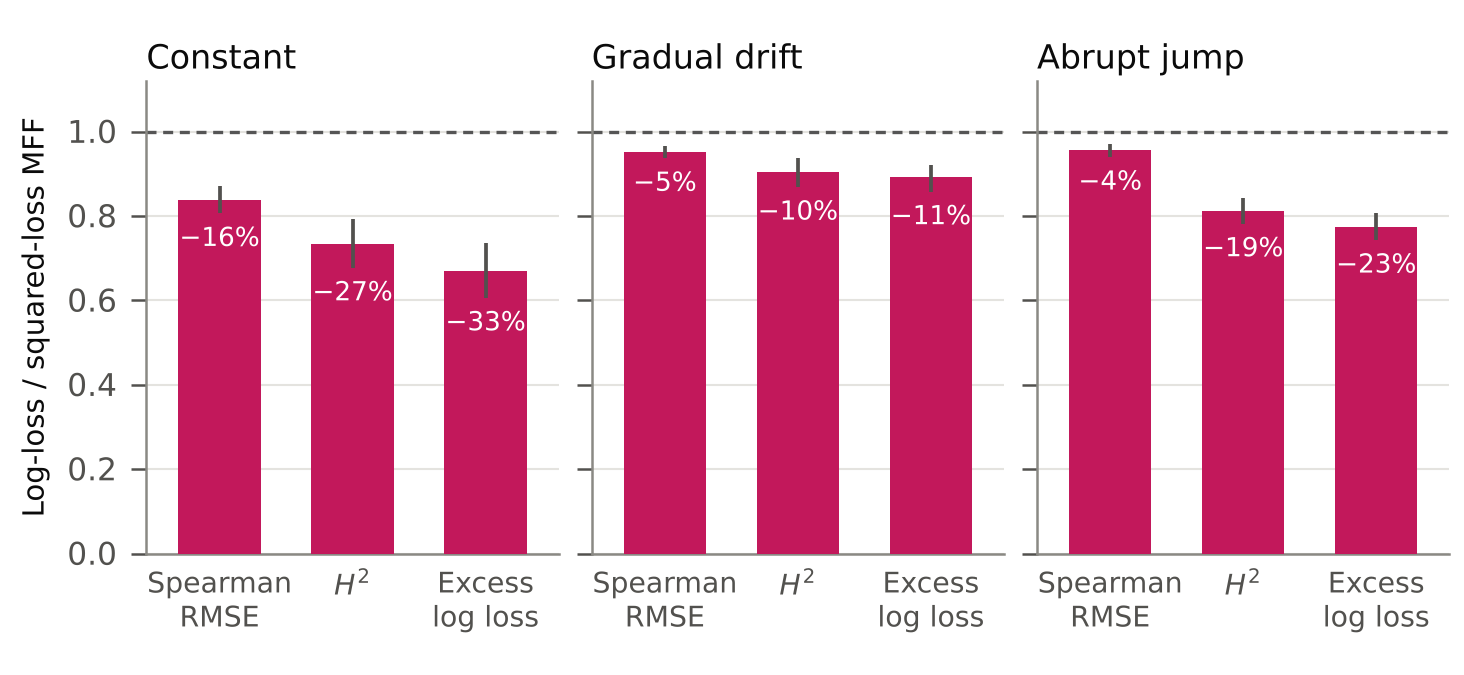 Constant
Gradual drift
Abrupt jump
Log-loss / squared-loss MFF
1.0
0.8
0.6
0.4
0.2
0.0
−16%
−27%
−33%
−5%
−10%
−11%
−4%
−19%
−23%
Spearman
RMSE
H²
Excess
log loss
Spearman
RMSE
H²
Excess
log loss
Spearman
RMSE
H²
Excess
log loss